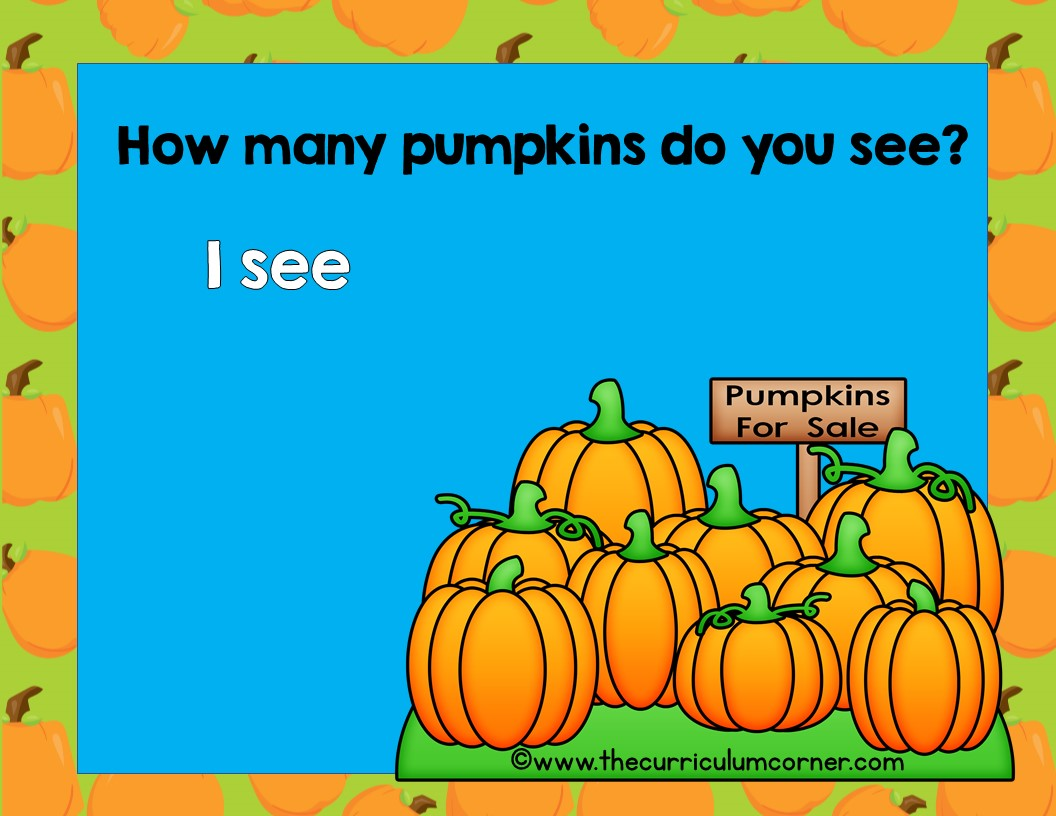 How many pumpkins do you see?
I see
Pumpkins
For Sale
©www.thecurriculumcorner.com